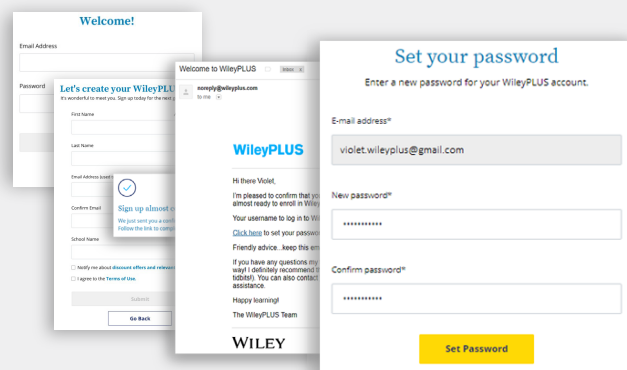 Welcome!
Email Address
Password
Let's create your WileyPLU
It's wonderful to meet you. Sign up today for the next
First Name
Last Name
Email Address (used
Confirm Email
School Name
Notify me about discount offers and
I agree to the Terms of Use.
Submit
Go Back
Sign up almost
We just sent you a
Follow the link to
Welcome to WileyPLUS
Inbox x
noreply@wileyplus.com
to me
WileyPLUS
Hi there Violet,
I'm pleased to confirm that
almost ready to enroll in
Your username to log in to
Click here to set your
Friendly advice...keep this
If you have any questions my
way! I definitely recommend
tidbits!). You can also contact
assistance.
Happy learning!
The WileyPLUS Team
WILEY
Set your password
Enter a new password for your WileyPLUS account.
E-mail address*
violet.wileyplus@gmail.com
New password*
•••••••••••
Confirm password*
•••••••••••
Set Password